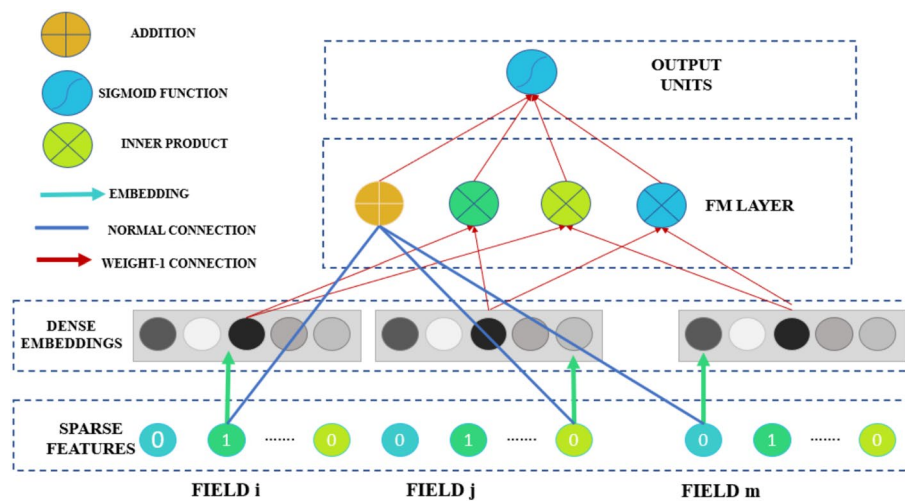 ADDITION
SIGMOID FUNCTION
INNER PRODUCT
EMBEDDING
NORMAL CONNECTION
WEIGHT-1 CONNECTION
OUTPUT
UNITS
FM LAYER
DENSE
EMBEDDINGS
SPARSE
FEATURES
0 1 ....... 0 0 1 ....... 0 0 1 ....... 0
FIELD i FIELD j FIELD m